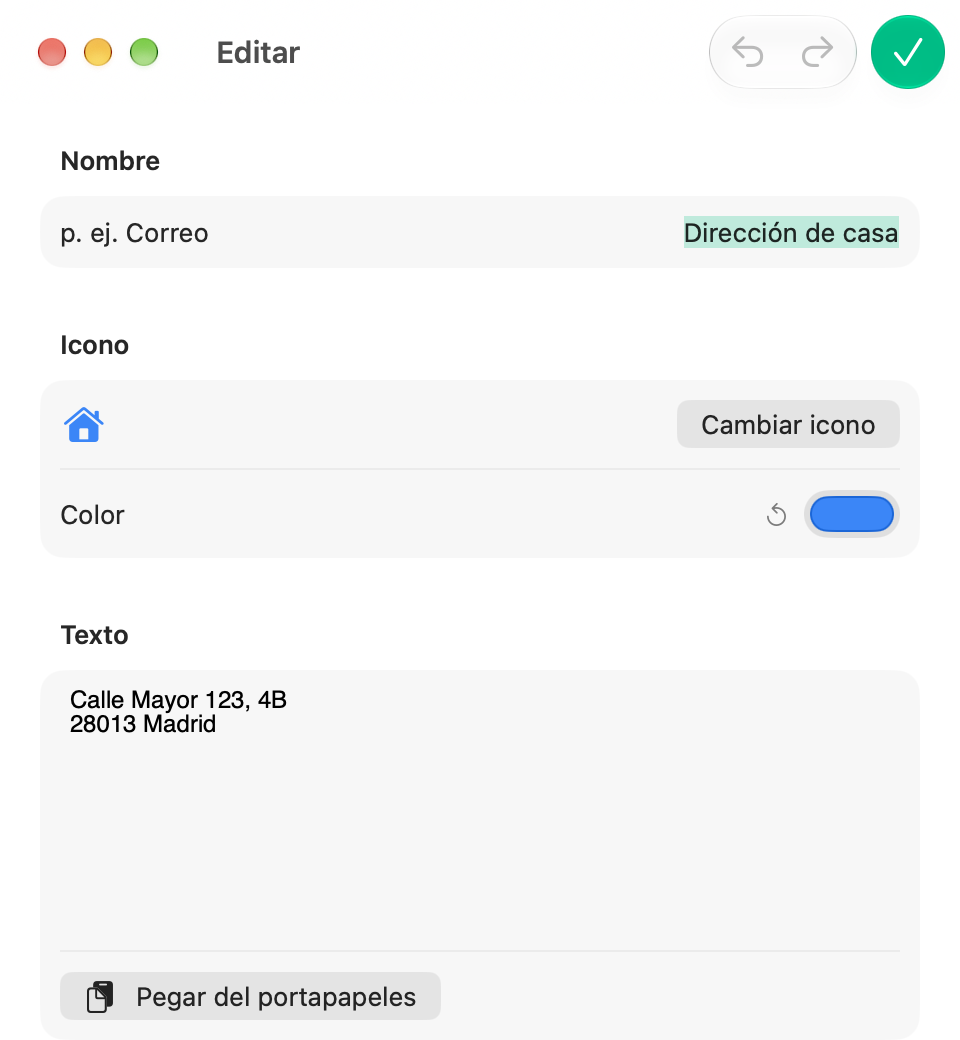 Editar
Nombre
p. ej. Correo Dirección de casa
Icono
Cambiar icono
Color
Texto
Calle Mayor 123, 4B
28013 Madrid
Pegar del portapapeles